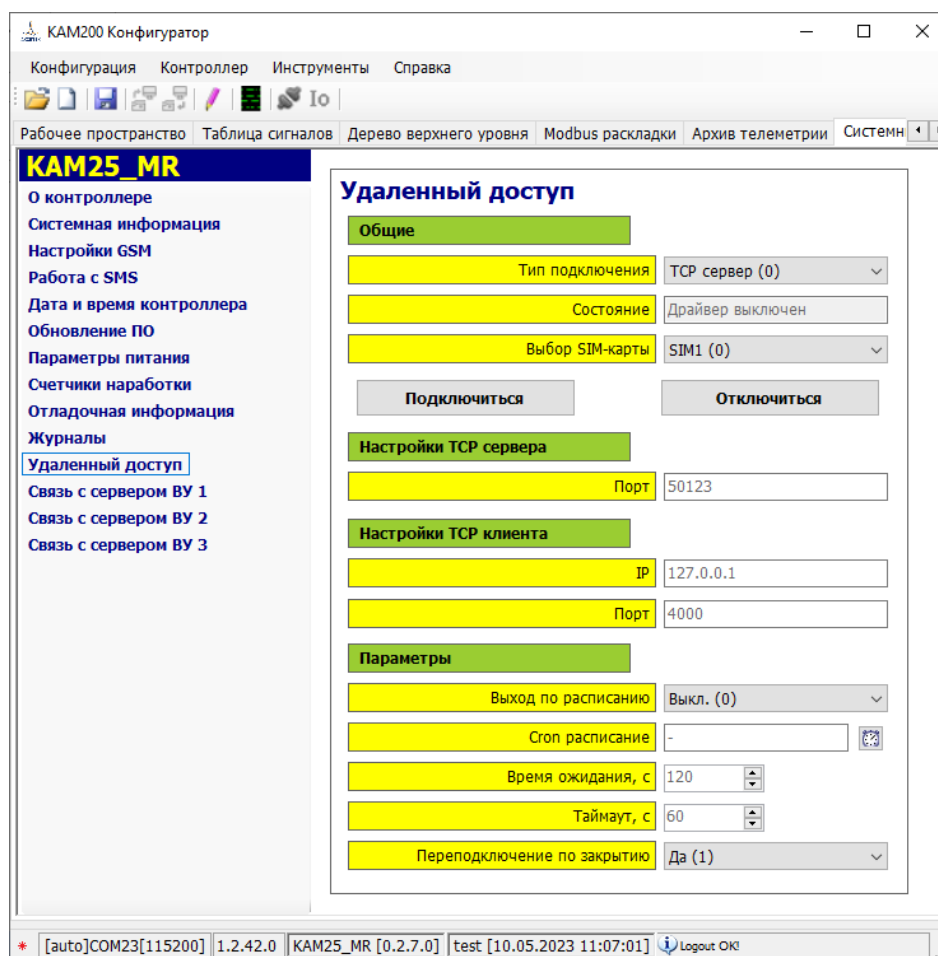 КАМ200 Конфигуратор
Конфигурация Контроллер Инструменты Справка
Io
Рабочее пространство Таблица сигналов Дерево верхнего уровня Modbus раскладки Архив телеметрии Системн
KAM25_MR
О контроллере
Системная информация
Настройки GSM
Работа с SMS
Дата и время контроллера
Обновление ПО
Параметры питания
Счетчики наработки
Отладочная информация
Журналы
Удаленный доступ
Связь с сервером ВУ 1
Связь с сервером ВУ 2
Связь с сервером ВУ 3
Удаленный доступ
Общие
Тип подключения TCP сервер (0)
Состояние Драйвер выключен
Выбор SIM-карты SIM1 (0)
Подключиться Отключиться
Настройки TCP сервера
Порт 50123
Настройки TCP клиента
IP 127.0.0.1
Порт 4000
Параметры
Выход по расписанию Выкл. (0)
Cron расписание -
Время ожидания, с 120
Таймаут, с 60
Переподключение по закрытию Да (1)
* [auto]COM23[115200] 1.2.42.0 KAM25_MR [0.2.7.0] test [10.05.2023 11:07:01] Logout OK!